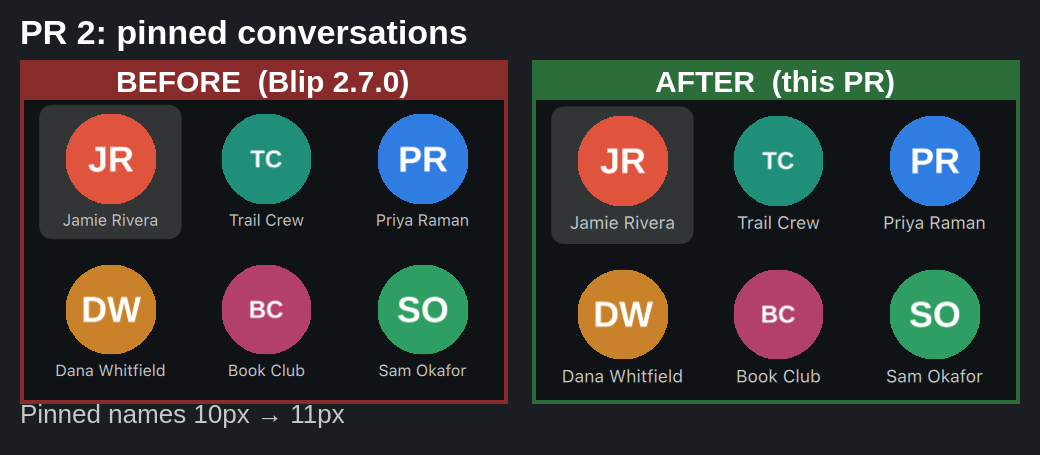 PR 2: pinned conversations
BEFORE (Blip 2.7.0)
JR TC PR
Jamie Rivera Trail Crew Priya Raman
DW BC SO
Dana Whitfield Book Club Sam Okafor
AFTER (this PR)
JR TC PR
Jamie Rivera Trail Crew Priya Raman
DW BC SO
Dana Whitfield Book Club Sam Okafor
Pinned names 10px → 11px